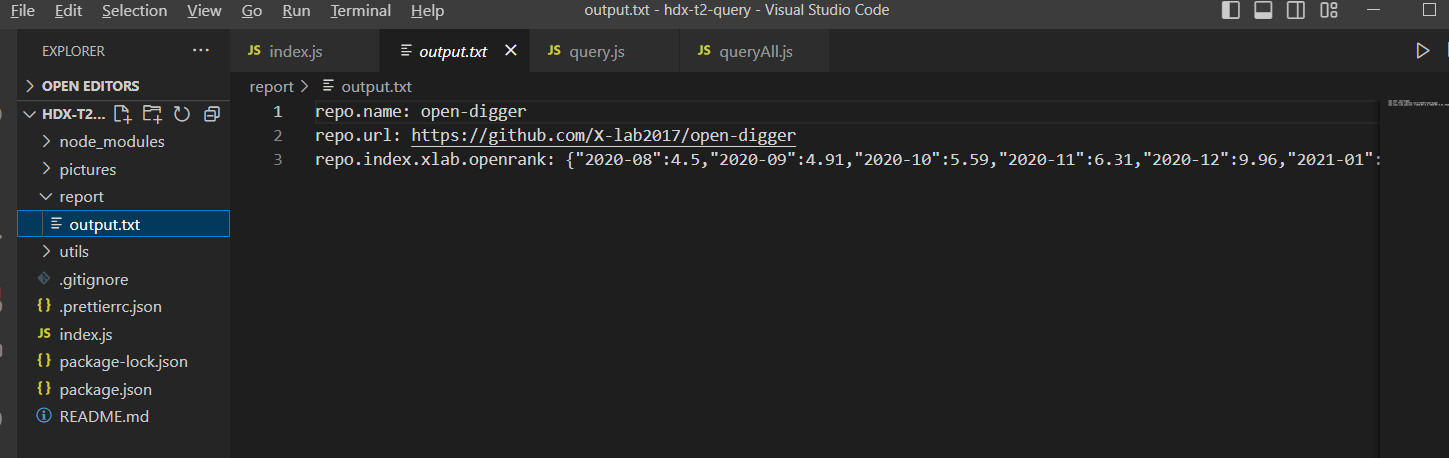 File Edit Selection View Go Run Terminal Help output.txt - hdx-t2-query - Visual Studio Code
EXPLORER ···
OPEN EDITORS
HDX-T2...
node_modules
pictures
report
output.txt
utils
.gitignore
{} .prettierrc.json
JS index.js
{} package-lock.json
{} package.json
README.md
JS index.js output.txt JS query.js JS queryAll.js
report > output.txt
1 repo.name: open-digger
2 repo.url: https://github.com/X-lab2017/open-digger
3 repo.index.xlab.openrank: {"2020-08":4.5,"2020-09":4.91,"2020-10":5.59,"2020-11":6.31,"2020-12":9.96,"2021-01":